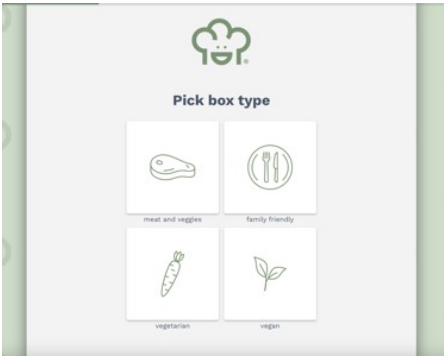 Pick box type
meat and veggies
family friendly
vegetarian
vegan